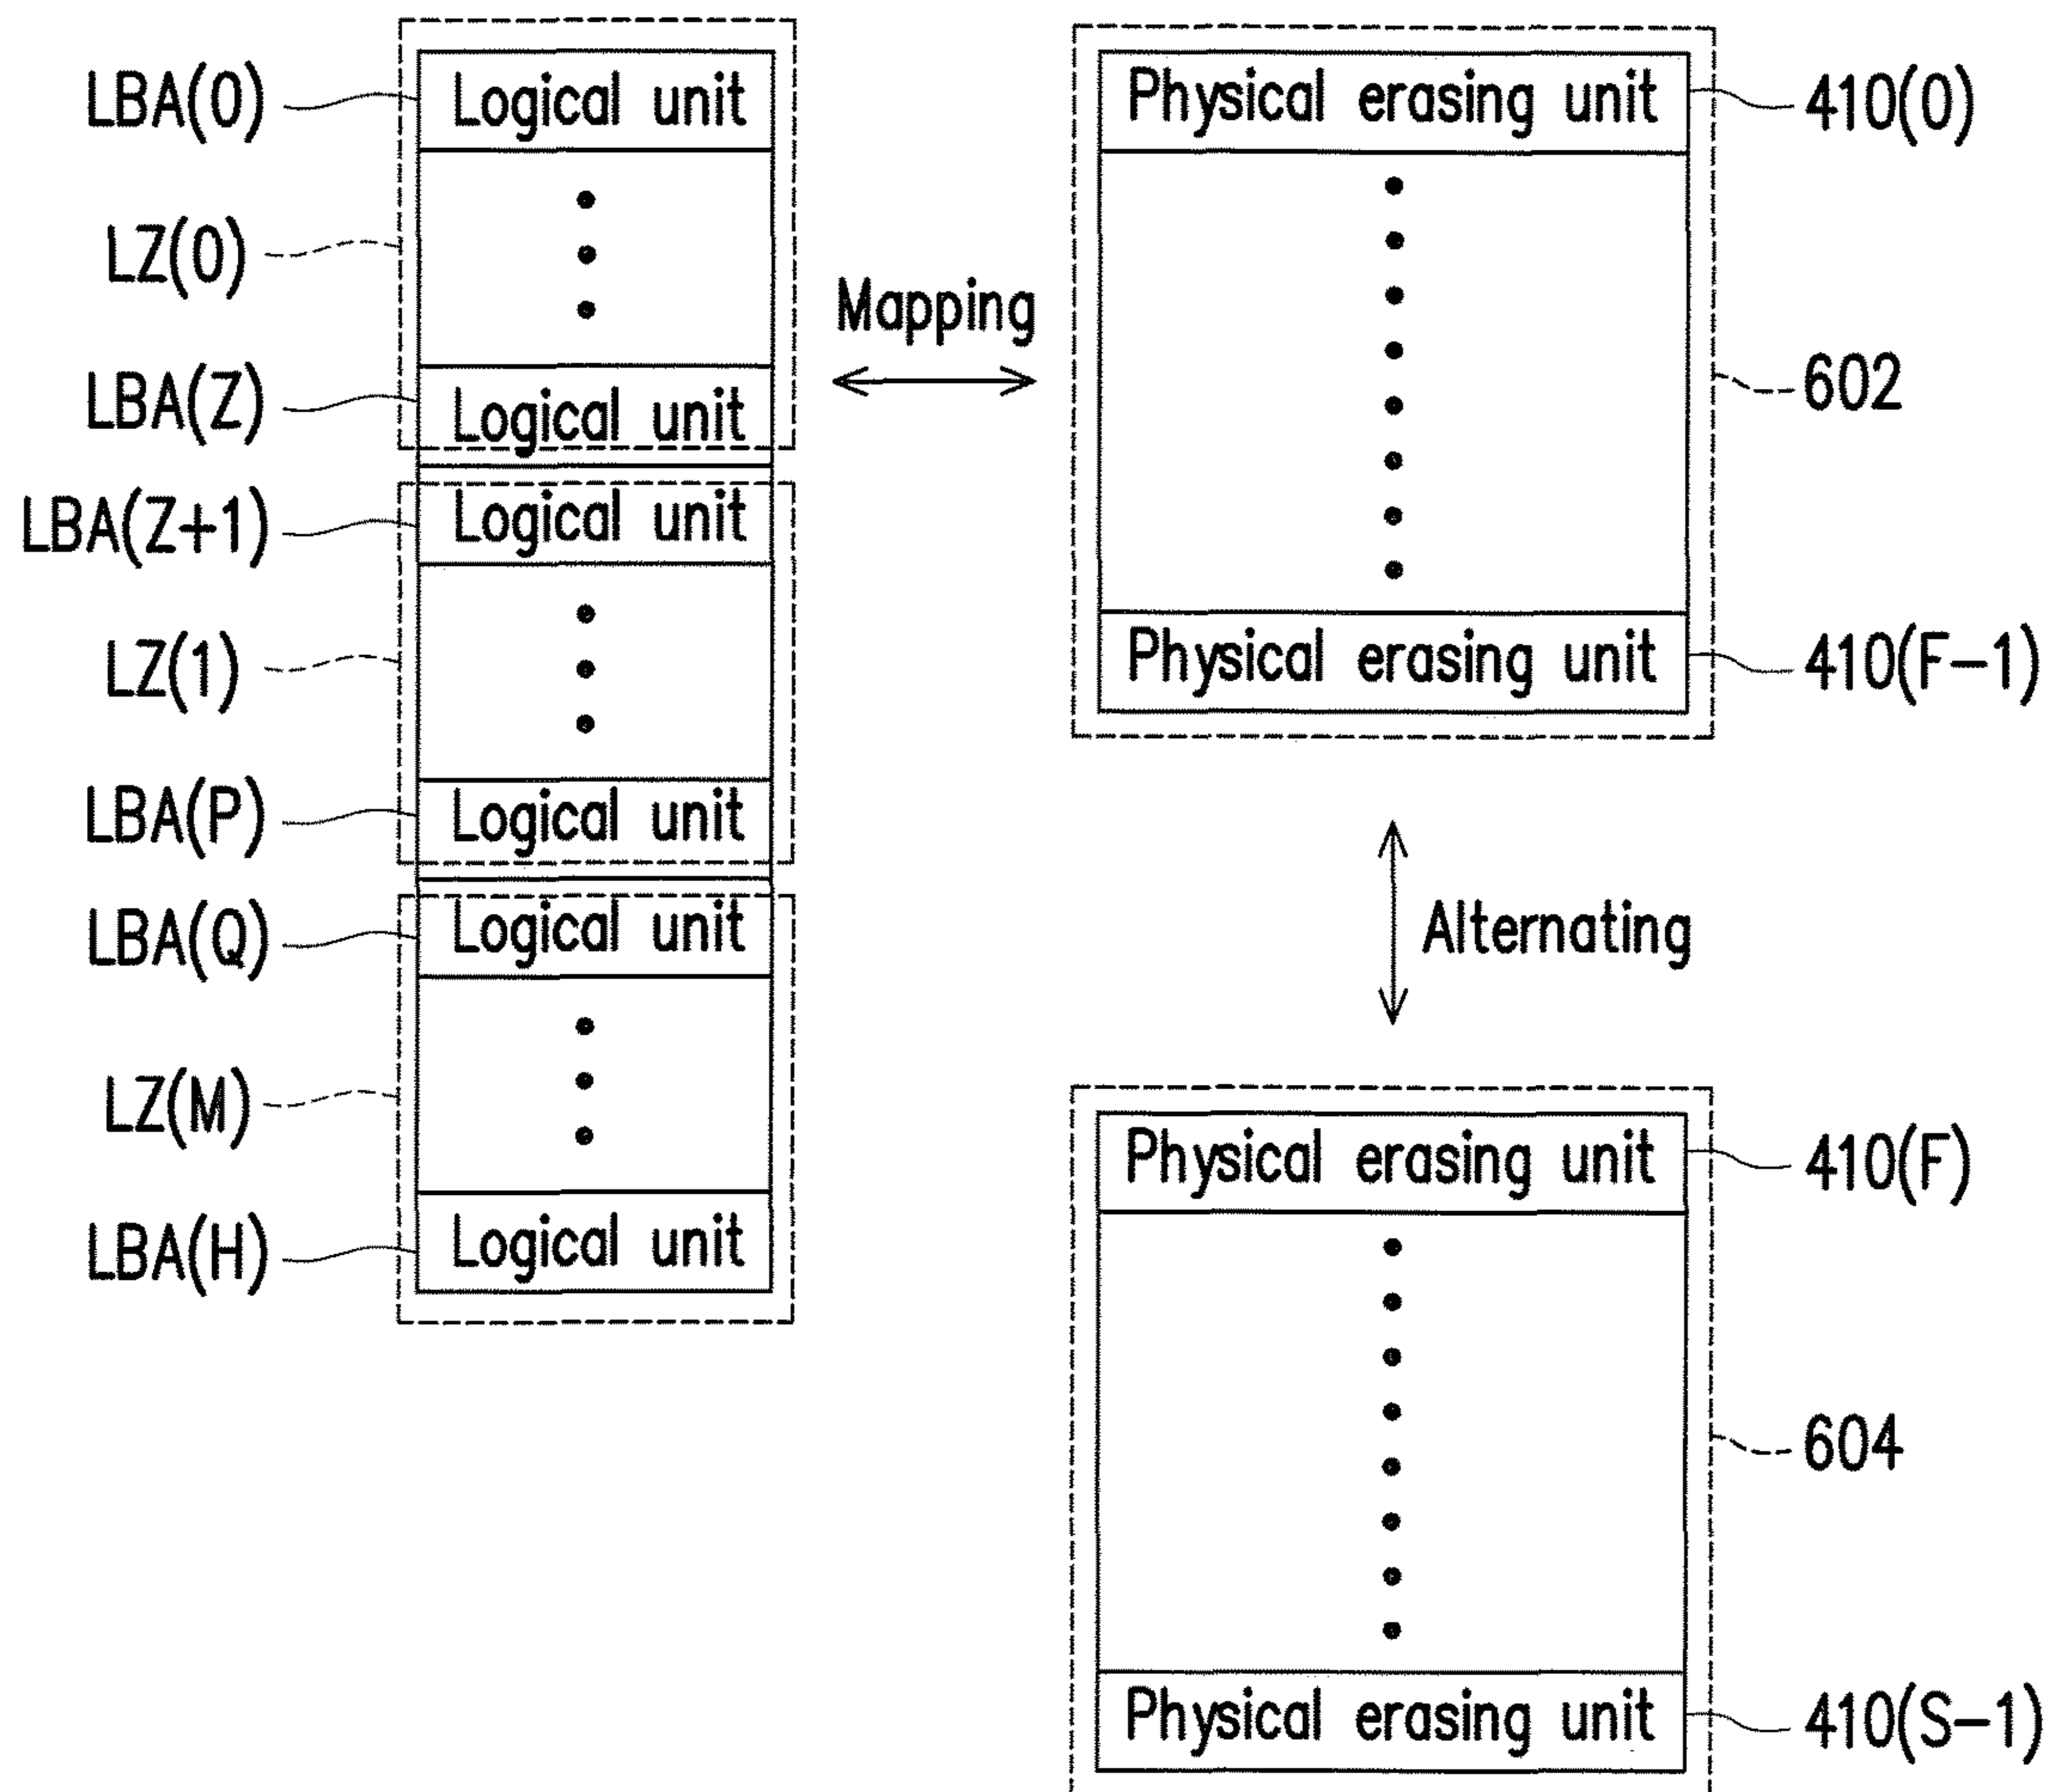 LBA(0) Logical unit
LZ(0)
LBA(Z) Logical unit
LBA(Z+1) Logical unit
LZ(1)
LBA(P) Logical unit
LBA(Q) Logical unit
LZ(M)
LBA(H) Logical unit
Mapping
Physical erasing unit 410(0)
602
Physical erasing unit 410(F-1)
Alternating
Physical erasing unit 410(F)
604
Physical erasing unit 410(S-1)